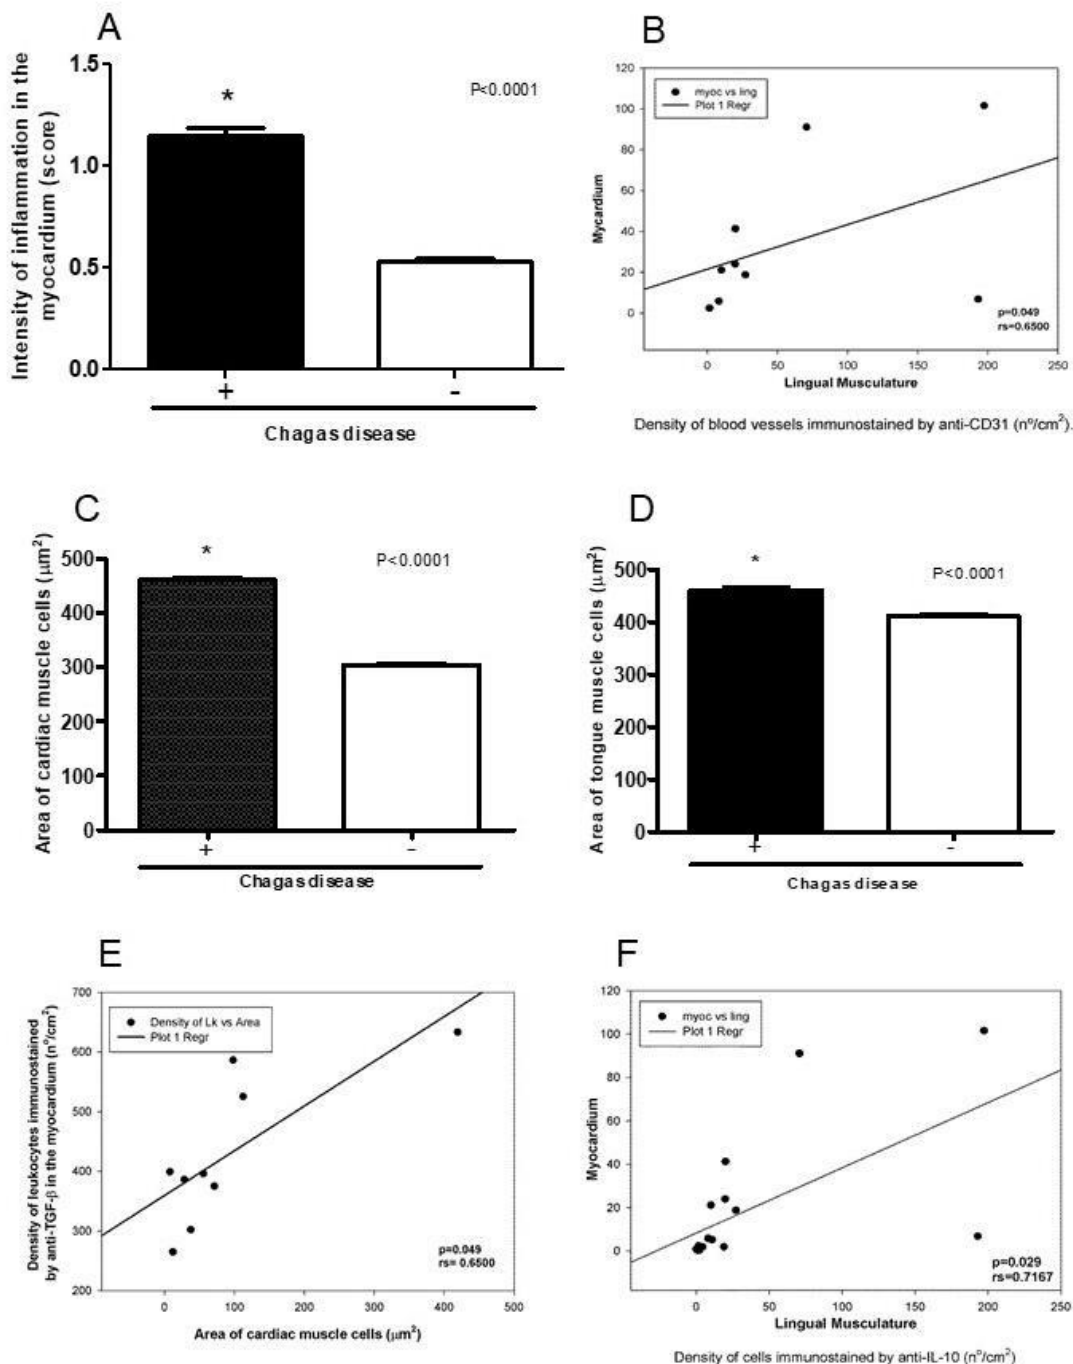 A
Intensity of inflammation in the
myocardium (score)
1.5
1.0
0.5
0.0
*
P<0.0001
+
-
Chagas disease
B
Mycardium
120
100
80
60
40
20
0
myoc vs ling
Plot 1 Regr
p=0.049
rs=0.6500
0
50
100
150
200
250
Lingual Musculature
Density of blood vessels immunostained by anti-CD31 (nº/cm²).
C
Area of cardiac muscle cells (μm²)
500
400
300
200
100
0
*
P<0.0001
+
-
Chagas disease
D
Area of tongue muscle cells (μm²)
500
400
300
200
100
0
*
P<0.0001
+
-
Chagas disease
E
Density of leukocytes immunostained
by anti-TGF-β in the myocardium (nº/cm²)
700
600
500
400
300
200
Density of Lk vs Area
Plot 1 Regr
p=0.049
rs= 0.6500
0
100
200
300
400
500
Area of cardiac muscle cells (μm²)
F
Myocardium
120
100
80
60
40
20
0
myoc vs ling
Plot 1 Regr
p=0.029
rs=0.7167
0
50
100
150
200
250
Lingual Musculature
Density of cells immunostained by anti-IL-10 (nº/cm²)